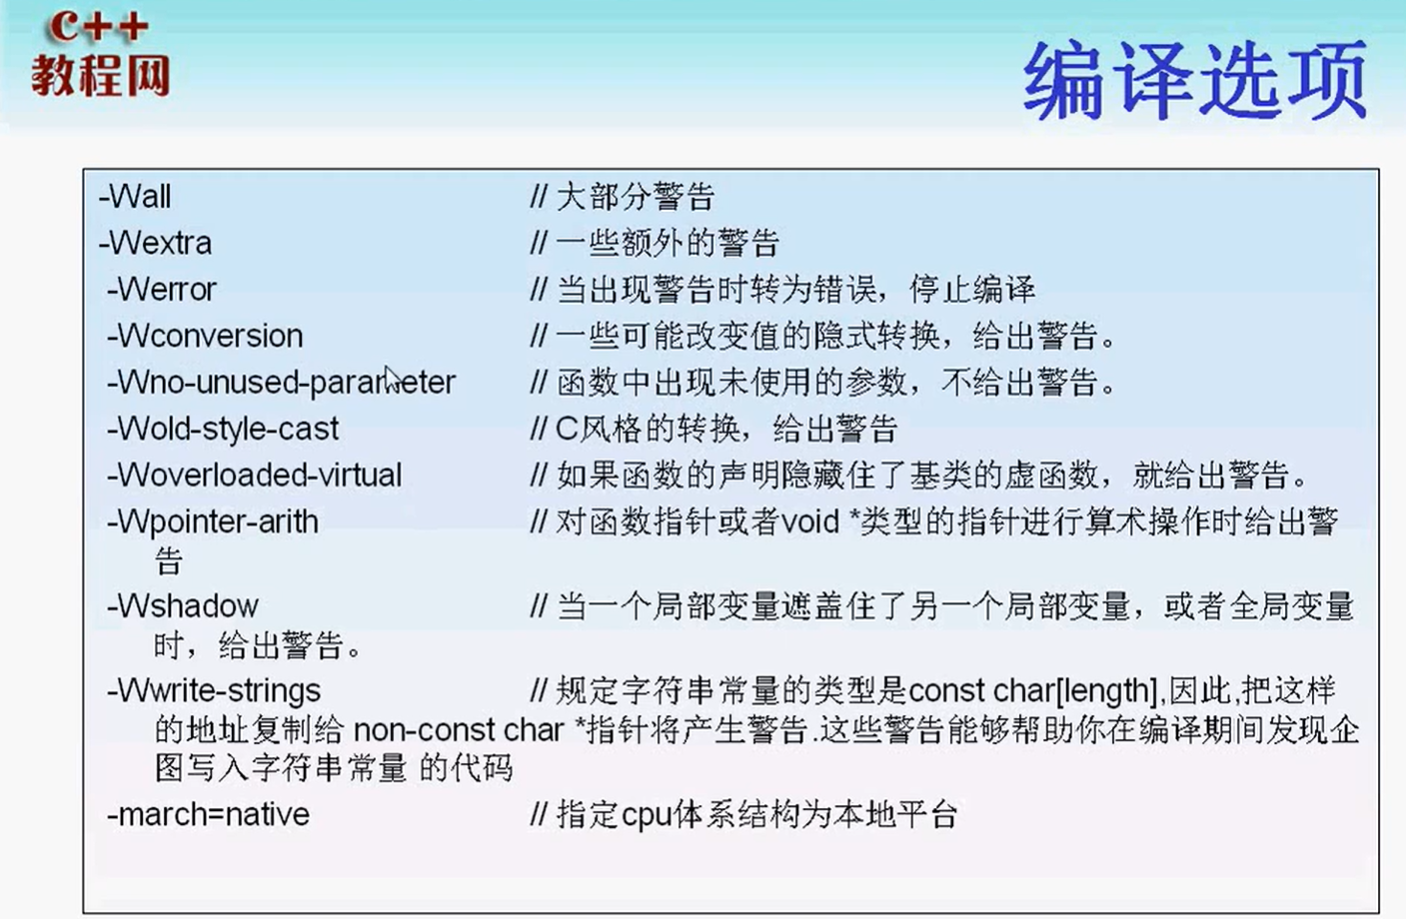 C++
教程网
编译选项
-Wall // 大部分警告
-Wextra // 一些额外的警告
-Werror // 当出现警告时转为错误，停止编译
-Wconversion // 一些可能改变值的隐式转换，给出警告。
-Wno-unused-parameter // 函数中出现未使用的参数，不给出警告。
-Wold-style-cast // C风格的转换，给出警告
-Woverloaded-virtual // 如果函数的声明隐藏住了基类的虚函数，就给出警告。
-Wpointer-arith // 对函数指针或者void *类型的指针进行算术操作时给出警
告
-Wshadow // 当一个局部变量遮盖住了另一个局部变量，或者全局变量
时，给出警告。
-Wwrite-strings // 规定字符串常量的类型是const char[length],因此,把这样
的地址复制给 non-const char *指针将产生警告.这些警告能够帮助你在编译期间发现企
图写入字符串常量 的代码
-march=native // 指定cpu体系结构为本地平台